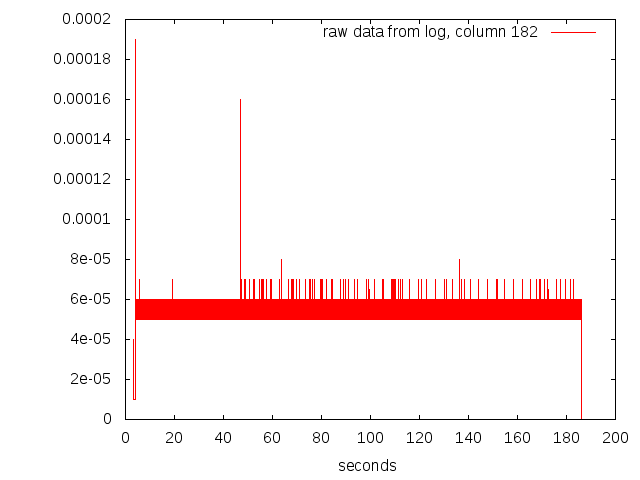 raw data from log, column 182
0.0002
0.00018
0.00016
0.00014
0.00012
0.0001
8e-05
6e-05
4e-05
2e-05
0
0 20 40 60 80 100 120 140 160 180 200
seconds